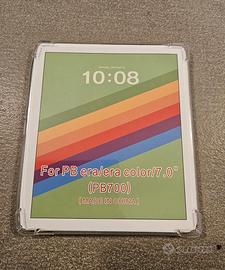 10:08
For PB era/era color/7.0"
(PB700)
(MADE IN CHINA)